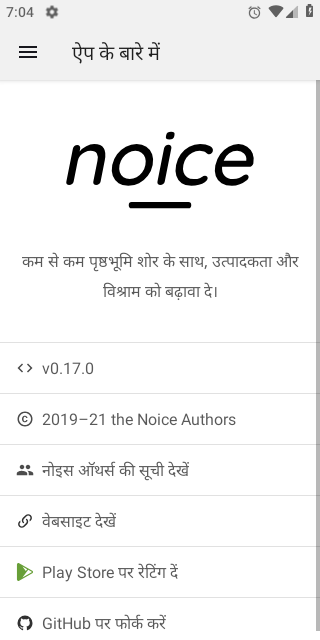 7:04
ऐप के बारे में
noice
कम से कम पृष्ठभूमि शोर के साथ, उत्पादकता और
विश्राम को बढ़ावा दे।
v0.17.0
2019–21 the Noice Authors
नोइस ऑथर्स की सूची देखें
वेबसाइट देखें
Play Store पर रेटिंग दें
GitHub पर फोर्क करें